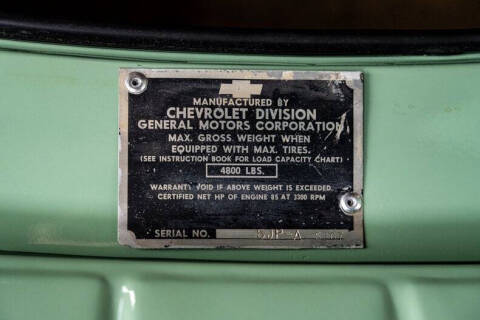 MANUFACTURED BY
CHEVROLET DIVISION
GENERAL MOTORS CORPORATION
MAX. GROSS WEIGHT WHEN
EQUIPPED WITH MAX. TIRES.
(SEE INSTRUCTION BOOK FOR LOAD CAPACITY CHART)
4800 LBS.
WARRANTY VOID IF ABOVE WEIGHT IS EXCEEDED.
CERTIFIED NET HP OF ENGINE 85 AT 3300 RPM
SERIAL NO.